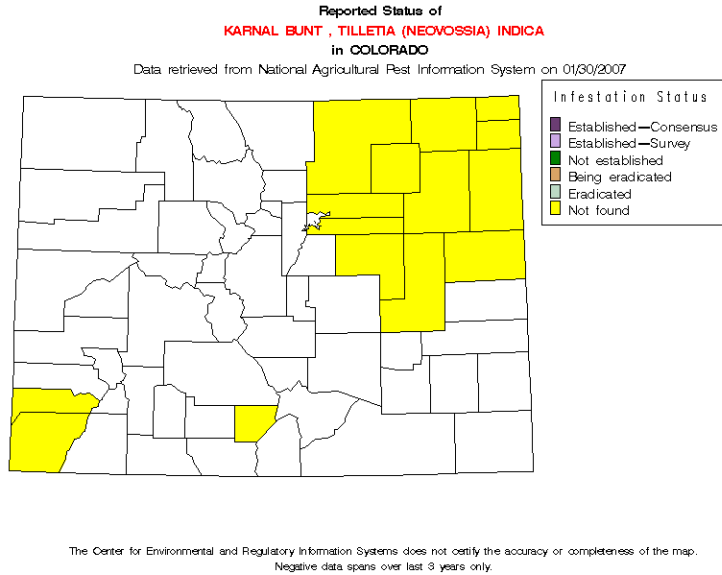 Reported Status of
KARNAL BUNT , TILLETIA (NEOVOSSIA) INDICA
in COLORADO
Data retrieved from National Agricultural Pest Information System on 01/30/2007
Infestation Status
Established—Consensus
Established—Survey
Not established
Being eradicated
Eradicated
Not found
The Center for Environmental and Regulatory Information Systems does not certify the accuracy or completeness of the map.
Negative data spans over last 3 years only.